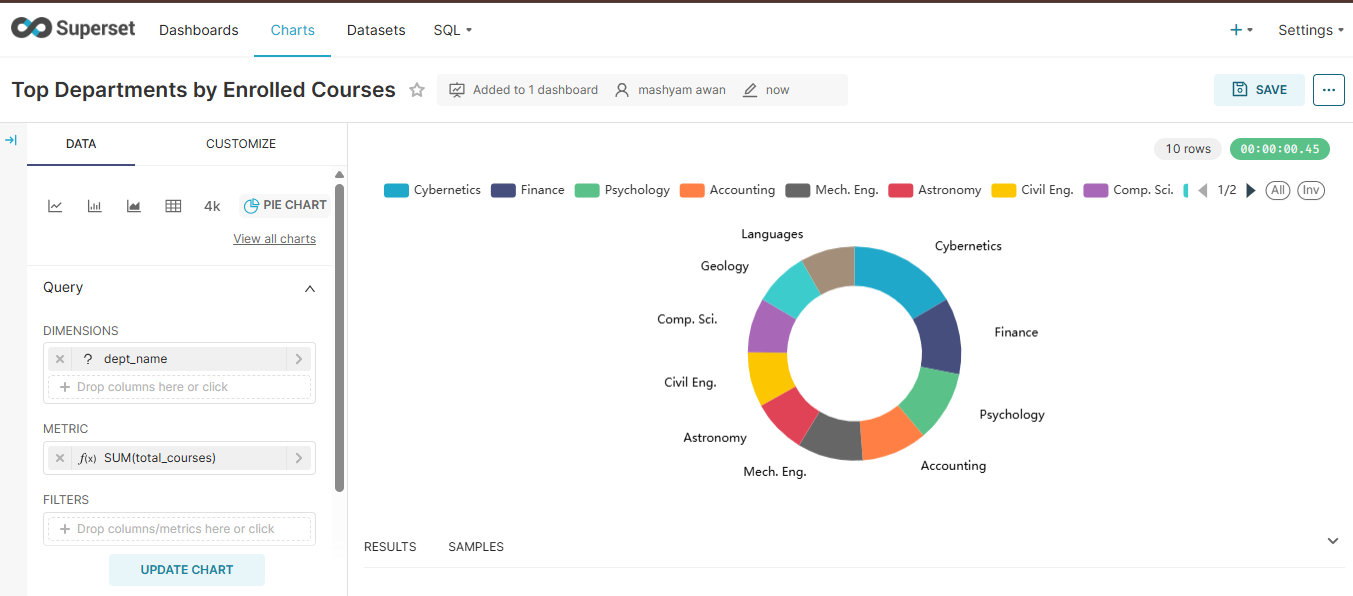 Superset Dashboards Charts Datasets SQL Settings
Top Departments by Enrolled Courses Added to 1 dashboard mashyam awan now SAVE ...
DATA CUSTOMIZE
10 rows 00:00:00.45
Cybernetics Finance Psychology Accounting Mech. Eng. Astronomy Civil Eng. Comp. Sci. 1/2 All Inv
4k PIE CHART
View all charts
Query
DIMENSIONS
? dept_name
+ Drop columns here or click
METRIC
f(x) SUM(total_courses)
FILTERS
+ Drop columns/metrics here or click
UPDATE CHART
Languages
Cybernetics
Geology
Comp. Sci.
Finance
Civil Eng.
Psychology
Astronomy
Accounting
Mech. Eng.
RESULTS SAMPLES